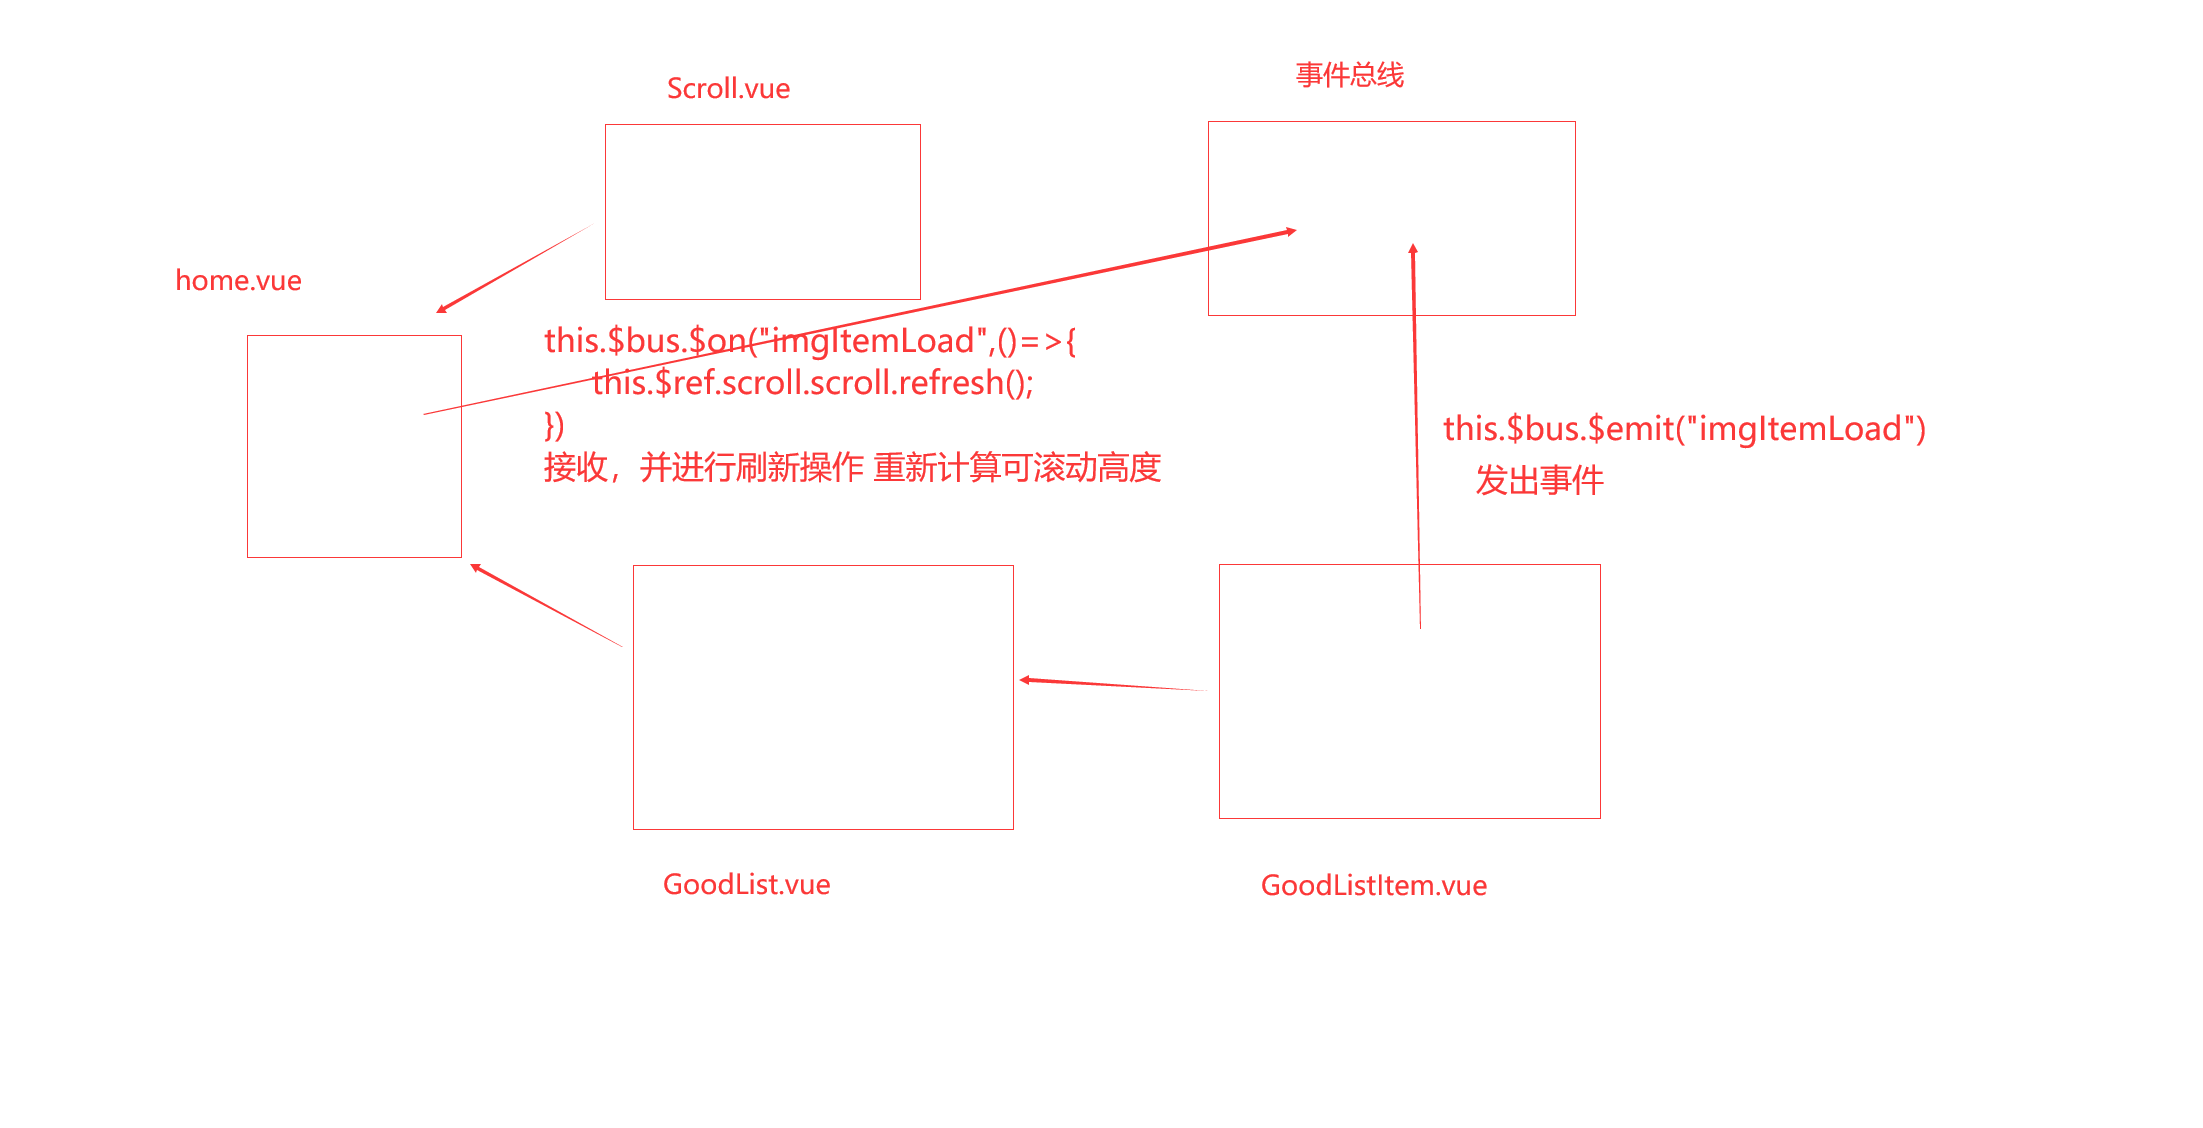 Scroll.vue
事件总线
home.vue
this.$bus.$on("imgItemLoad",()=>{
this.$ref.scroll.scroll.refresh();
})
接收，并进行刷新操作 重新计算可滚动高度
this.$bus.$emit("imgItemLoad")
发出事件
GoodList.vue
GoodListItem.vue